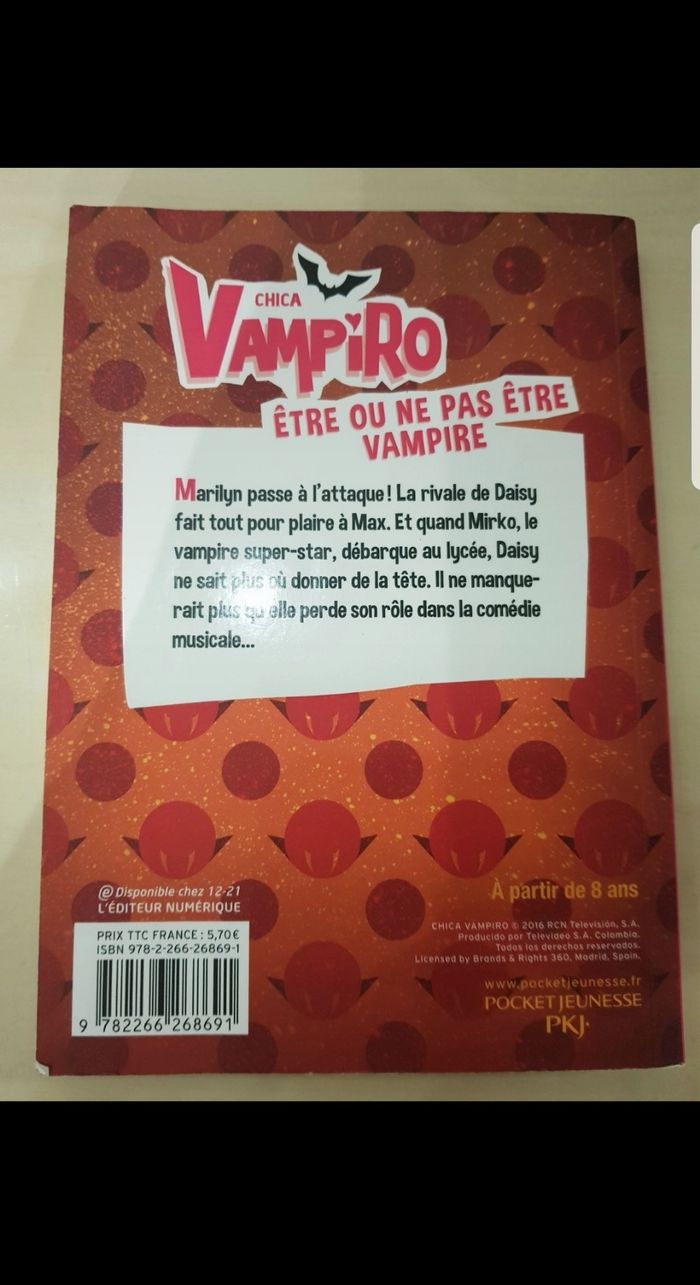 CHICA
VAMPiRO
ÊTRE OU NE PAS ÊTRE
VAMPIRE
Marilyn passe à l'attaque! La rivale de Daisy
fait tout pour plaire à Max. Et quand Mirko, le
vampire super-star, débarque au lycée, Daisy
ne sait plus où donner de la tête. Il ne manque-
rait plus qu'elle perde son rôle dans la comédie
musicale...
@ Disponible chez 12-21
L'ÉDITEUR NUMÉRIQUE
À partir de 8 ans
PRIX TTC FRANCE : 5,70 €
ISBN 978-2-266-26869-1
9 782266 268691
CHICA VAMPIRO © 2016 RCN Televisión, S.A.
Producido por Televideo S.A. Colombia.
Todos los derechos reservados.
Licensed by Brands & Rights 360, Madrid, Spain.
www.pocketjeunesse.fr
POCKET JEUNESSE
PKJ·